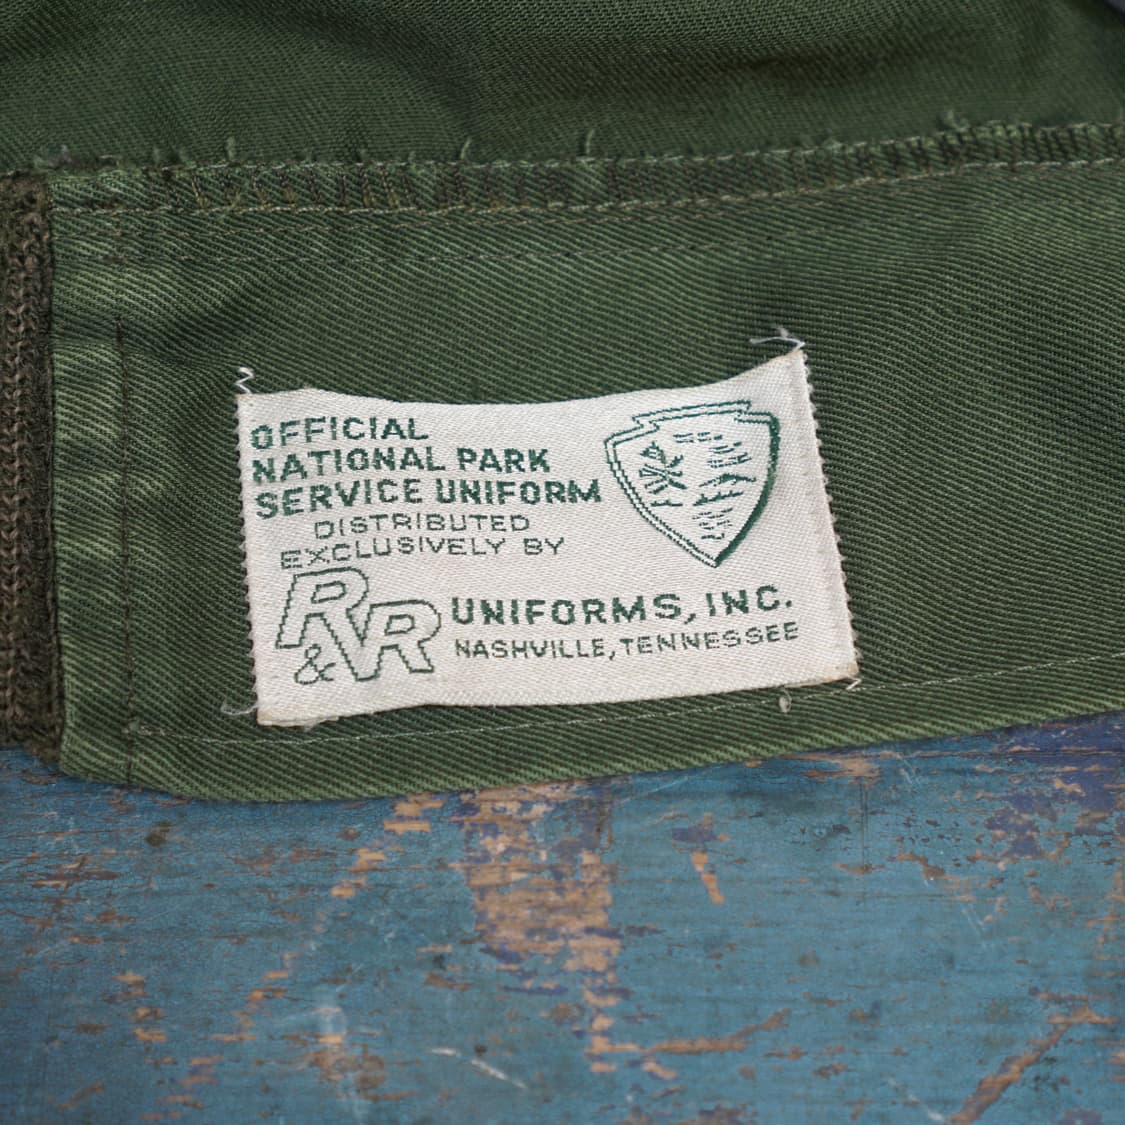 OFFICIAL
NATIONAL PARK
SERVICE UNIFORM
DISTRIBUTED
EXCLUSIVELY BY
R&R UNIFORMS, INC.
NASHVILLE, TENNESSEE